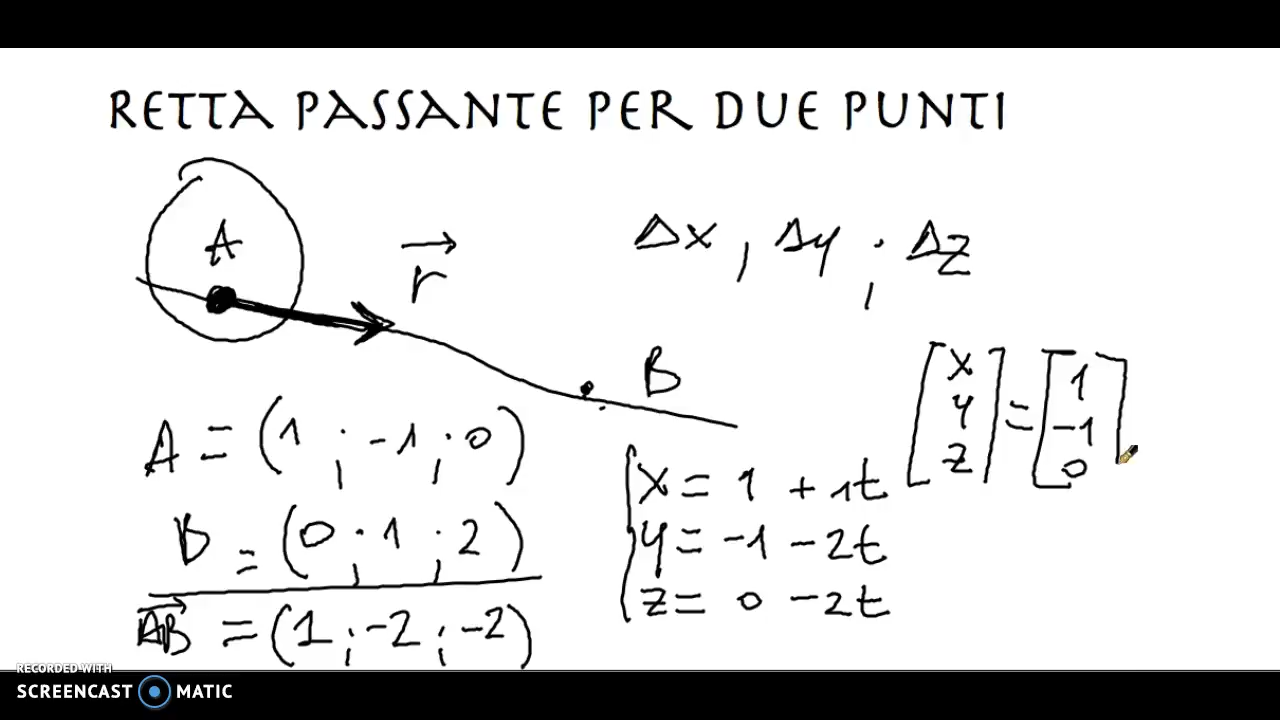 RETTA PASSANTE PER DUE PUNTI
A
r
Δx ; Δy ; Δz
B
A = (1 ; -1 ; 0)
B = (0 ; 1 ; 2)
AB = (1 ; -2 ; -2)
x = 1 + 1t
y = -1 - 2t
z = 0 - 2t
[x y z] = [1 -1 0]
RECORDED WITH
SCREENCAST MATIC